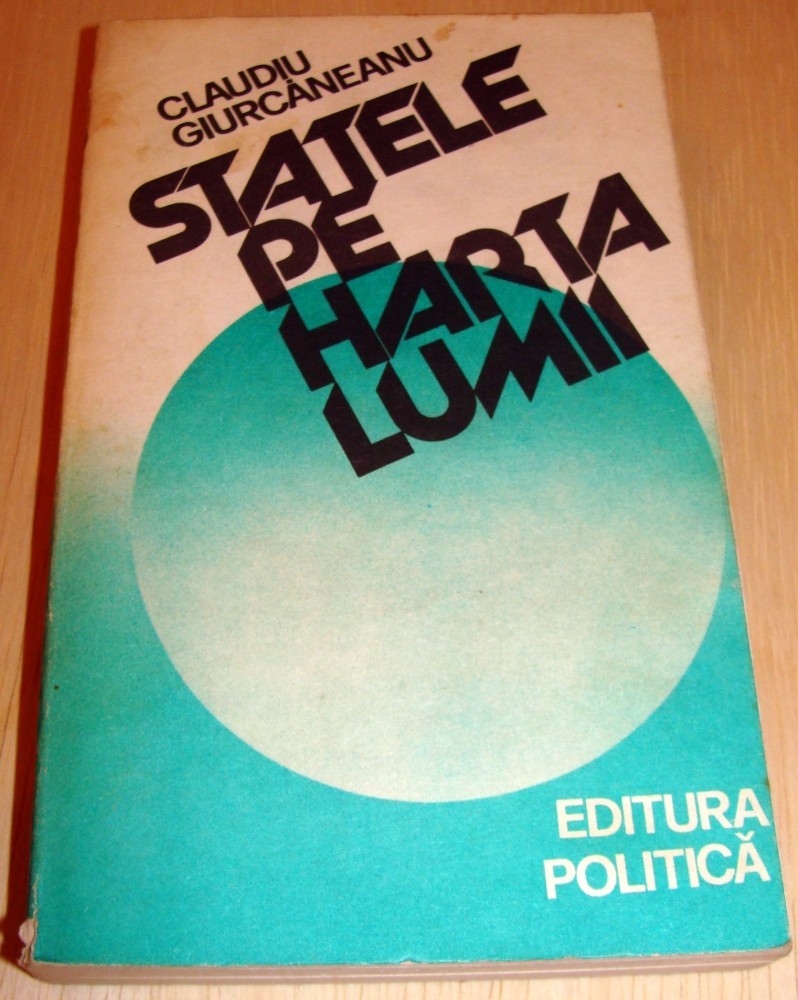 CLAUDIU
GIURCĂNEANU
STATELE
PE
HARTA
LUMII
EDITURA
POLITICĂ